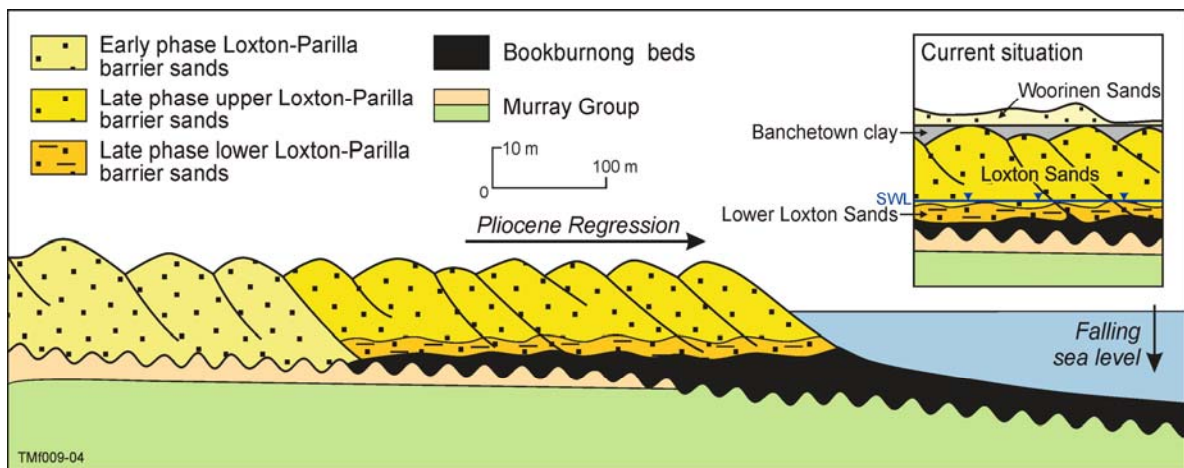 Early phase Loxton-Parilla
barrier sands
Late phase upper Loxton-Parilla
barrier sands
Late phase lower Loxton-Parilla
barrier sands
Bookburnong beds
Murray Group
10 m
0
100 m
Pliocene Regression
Current situation
Woorinen Sands
Banchetown clay
Loxton Sands
SWL
Lower Loxton Sands
Falling
sea level
TMf009-04